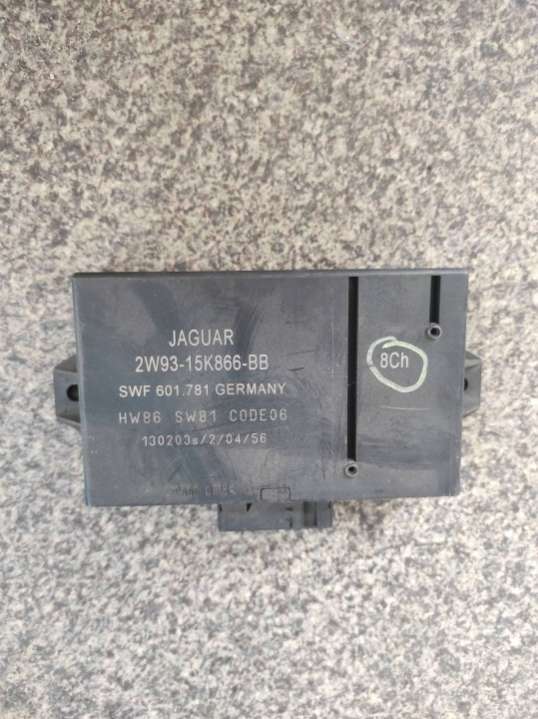 JAGUAR
2W93-15K866-BB
SWF 601.781 GERMANY
HW86 SW81 CODE06
130203s/2/04/56
8Ch